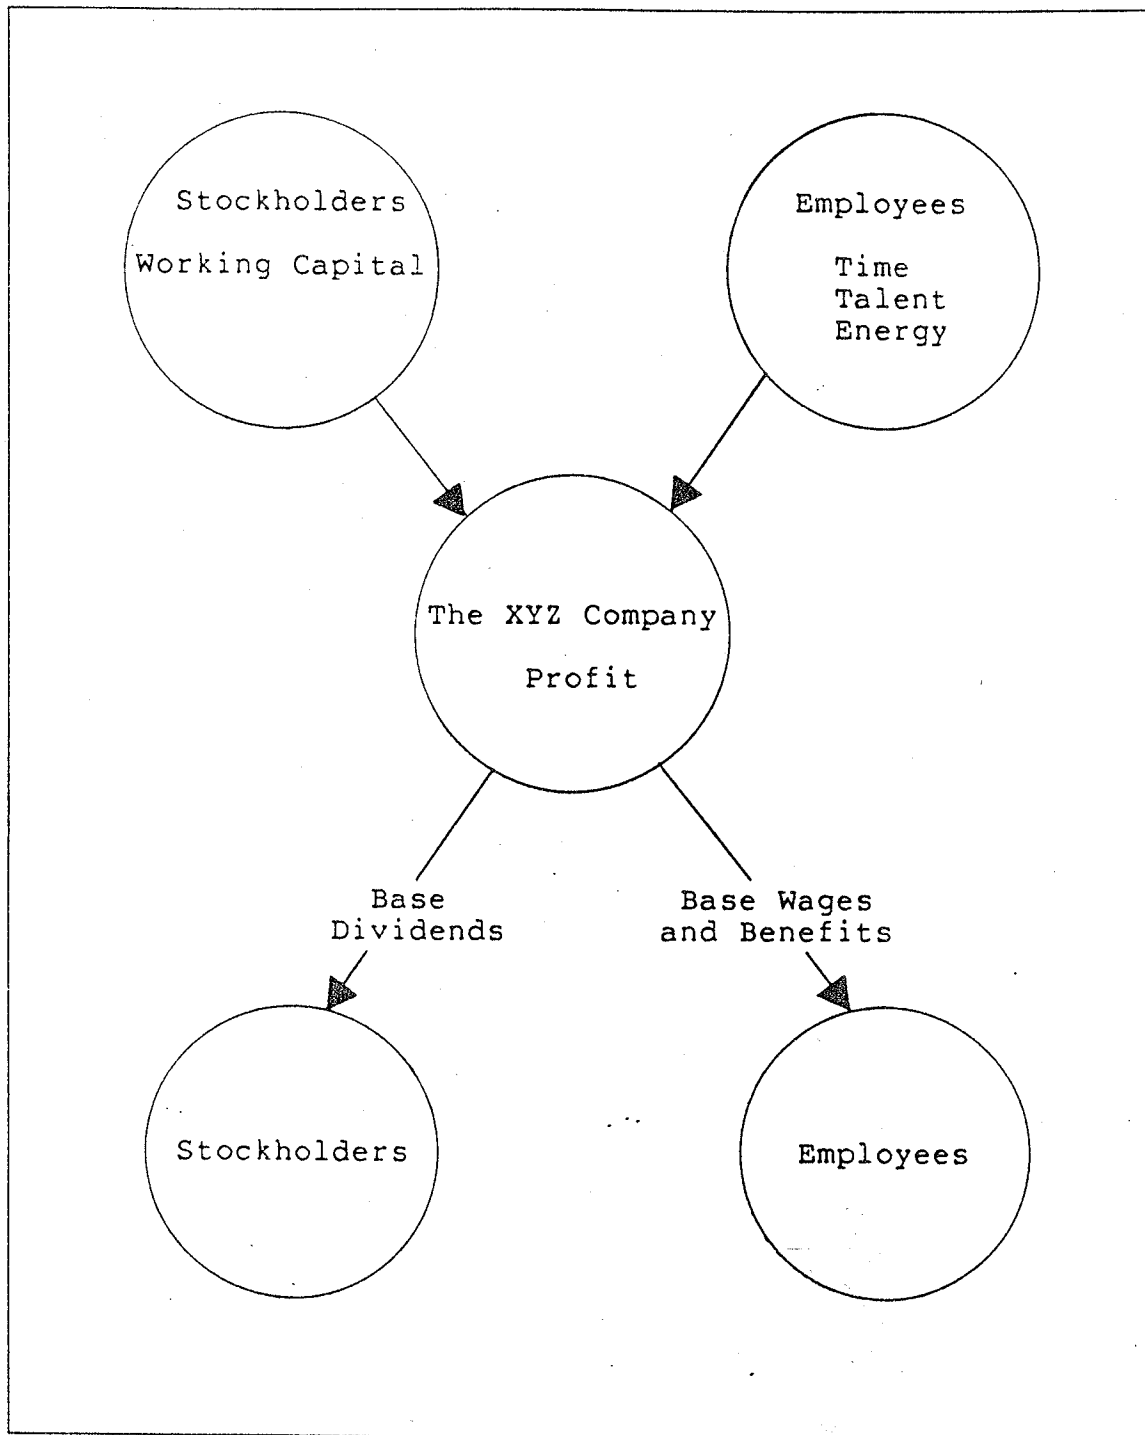 Stockholders
Working Capital
Employees
Time
Talent
Energy
The XYZ Company
Profit
Base
Dividends
Base Wages
and Benefits
Stockholders
Employees